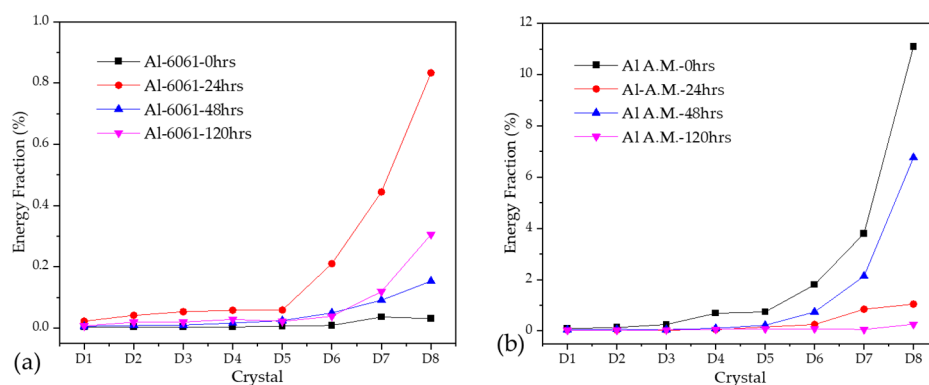 (a)
1.0
0.8
0.6
0.4
0.2
0.0
Energy Fraction (%)
Al-6061-0hrs
Al-6061-24hrs
Al-6061-48hrs
Al-6061-120hrs
D1 D2 D3 D4 D5 D6 D7 D8
Crystal
(b)
12
10
8
6
4
2
0
Energy Fraction (%)
Al A.M.-0hrs
Al-A.M.-24hrs
Al A.M.-48hrs
Al A.M.-120hrs
D1 D2 D3 D4 D5 D6 D7 D8
Crystal